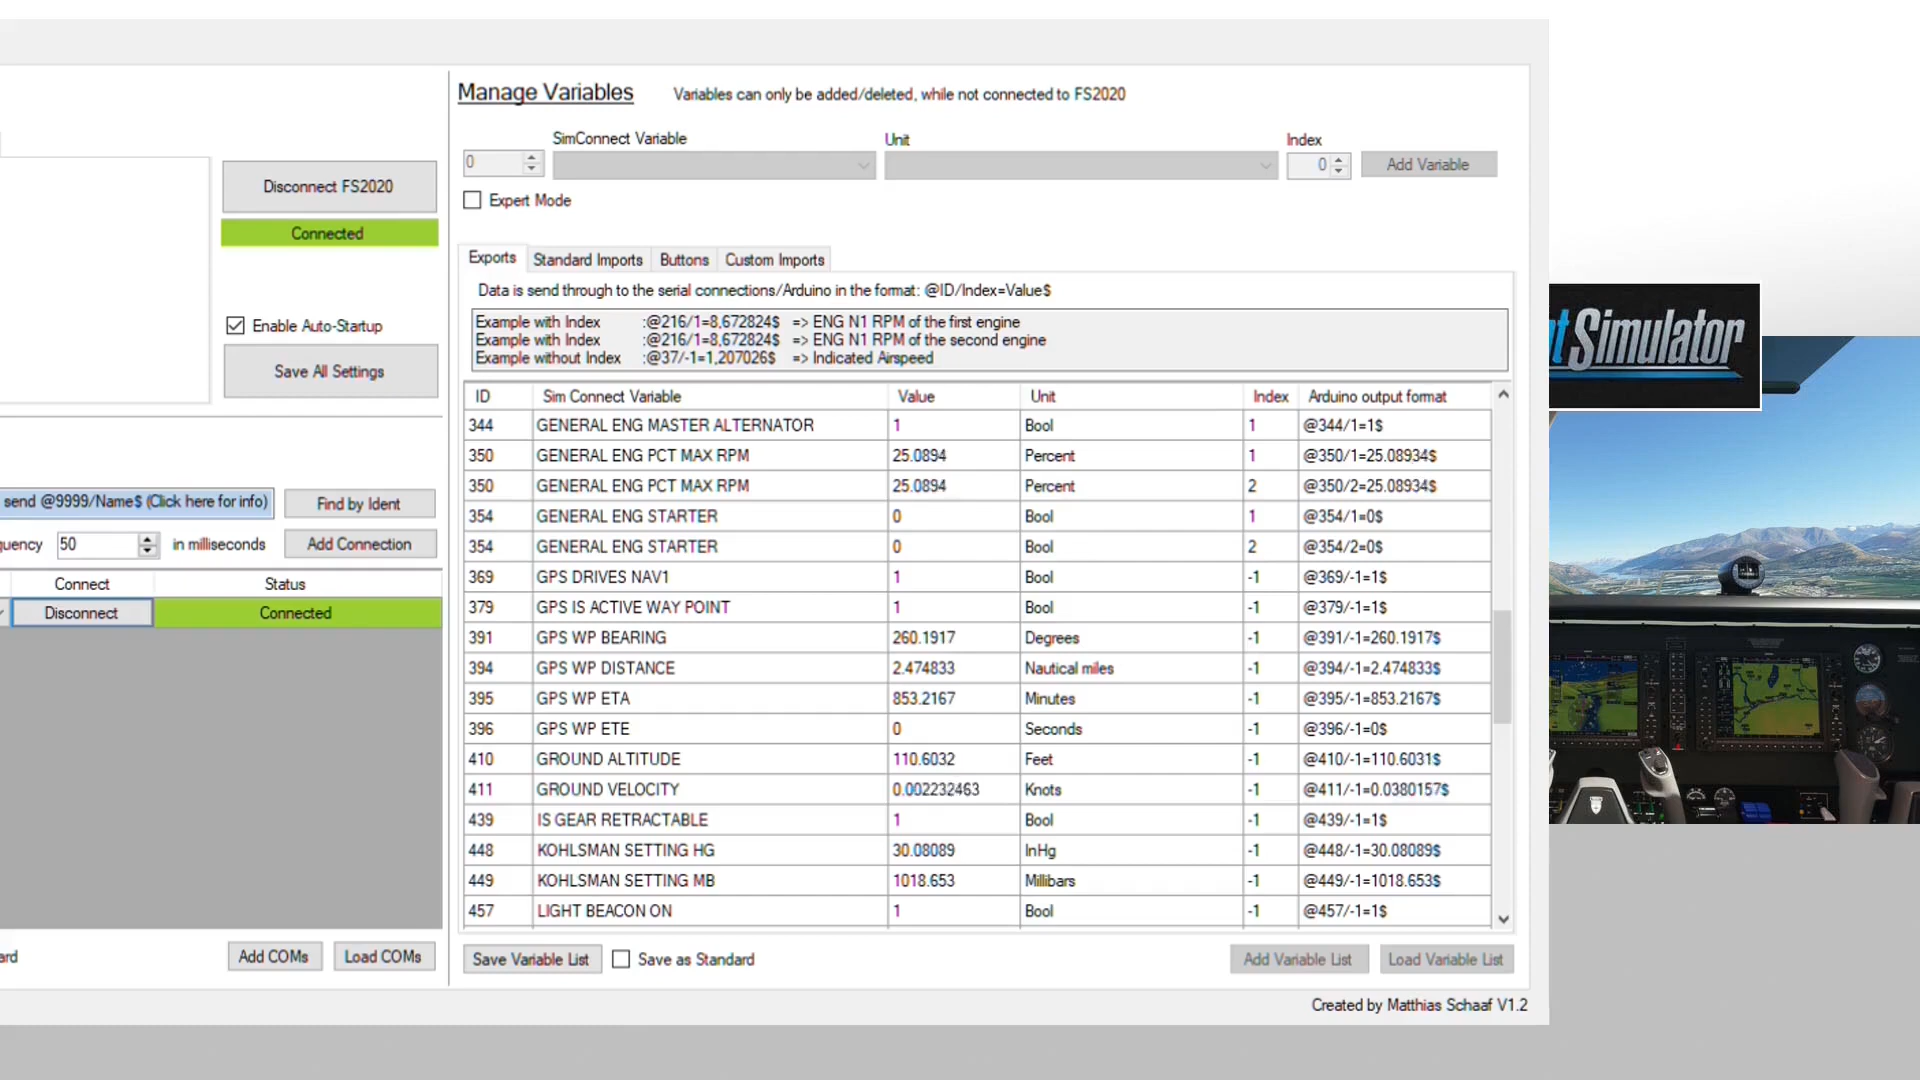 Manage Variables Variables can only be added/deleted, while not connected to FS2020
SimConnect Variable Unit Index
0 0 Add Variable
Expert Mode
Disconnect FS2020
Connected
Enable Auto-Startup
Save All Settings
send @9999/Name$ (Click here for info) Find by Ident
50 in milliseconds Add Connection
Connect Status
Disconnect Connected
Add COMs Load COMs
Exports Standard Imports Buttons Custom Imports
Data is send through to the serial connections/Arduino in the format: @ID/Index=Value$
Example with Index :@216/1=8,672824$ => ENG N1 RPM of the first engine
Example with Index :@216/1=8,672824$ => ENG N1 RPM of the second engine
Example without Index :@37/-1=1,207026$ => Indicated Airspeed
ID Sim Connect Variable Value Unit Index Arduino output format
344 GENERAL ENG MASTER ALTERNATOR 1 Bool 1 @344/1=1$
350 GENERAL ENG PCT MAX RPM 25.0894 Percent 1 @350/1=25.08934$
350 GENERAL ENG PCT MAX RPM 25.0894 Percent 2 @350/2=25.08934$
354 GENERAL ENG STARTER 0 Bool 1 @354/1=0$
354 GENERAL ENG STARTER 0 Bool 2 @354/2=0$
369 GPS DRIVES NAV1 1 Bool -1 @369/-1=1$
379 GPS IS ACTIVE WAY POINT 1 Bool -1 @379/-1=1$
391 GPS WP BEARING 260.1917 Degrees -1 @391/-1=260.1917$
394 GPS WP DISTANCE 2.474833 Nautical miles -1 @394/-1=2.474833$
395 GPS WP ETA 853.2167 Minutes -1 @395/-1=853.2167$
396 GPS WP ETE 0 Seconds -1 @396/-1=0$
410 GROUND ALTITUDE 110.6032 Feet -1 @410/-1=110.6031$
411 GROUND VELOCITY 0.002232463 Knots -1 @411/-1=0.0380157$
439 IS GEAR RETRACTABLE 1 Bool -1 @439/-1=1$
448 KOHLSMAN SETTING HG 30.08089 InHg -1 @448/-1=30.08089$
449 KOHLSMAN SETTING MB 1018.653 Millibars -1 @449/-1=1018.653$
457 LIGHT BEACON ON 1 Bool -1 @457/-1=1$
Save Variable List Save as Standard Add Variable List Load Variable List
Created by Matthias Schaaf V1.2
Simulator